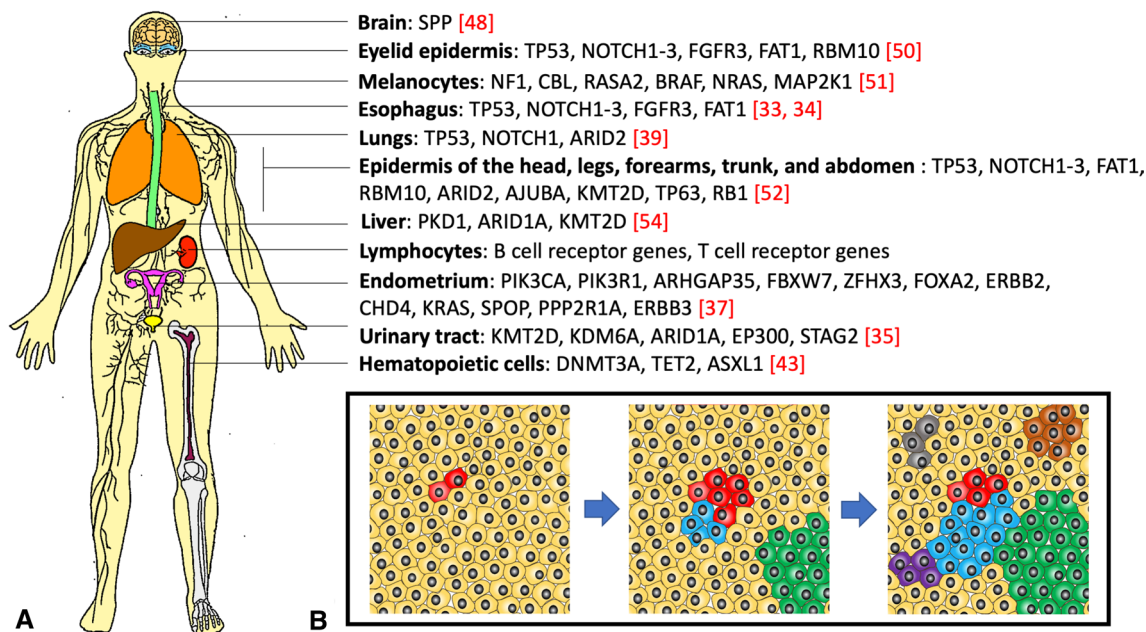 Brain: SPP [48]
Eyelid epidermis: TP53, NOTCH1-3, FGFR3, FAT1, RBM10 [50]
Melanocytes: NF1, CBL, RASA2, BRAF, NRAS, MAP2K1 [51]
Esophagus: TP53, NOTCH1-3, FGFR3, FAT1 [33, 34]
Lungs: TP53, NOTCH1, ARID2 [39]
Epidermis of the head, legs, forearms, trunk, and abdomen : TP53, NOTCH1-3, FAT1,
RBM10, ARID2, AJUBA, KMT2D, TP63, RB1 [52]
Liver: PKD1, ARID1A, KMT2D [54]
Lymphocytes: B cell receptor genes, T cell receptor genes
Endometrium: PIK3CA, PIK3R1, ARHGAP35, FBXW7, ZFHX3, FOXA2, ERBB2,
CHD4, KRAS, SPOP, PPP2R1A, ERBB3 [37]
Urinary tract: KMT2D, KDM6A, ARID1A, EP300, STAG2 [35]
Hematopoietic cells: DNMT3A, TET2, ASXL1 [43]
A
B